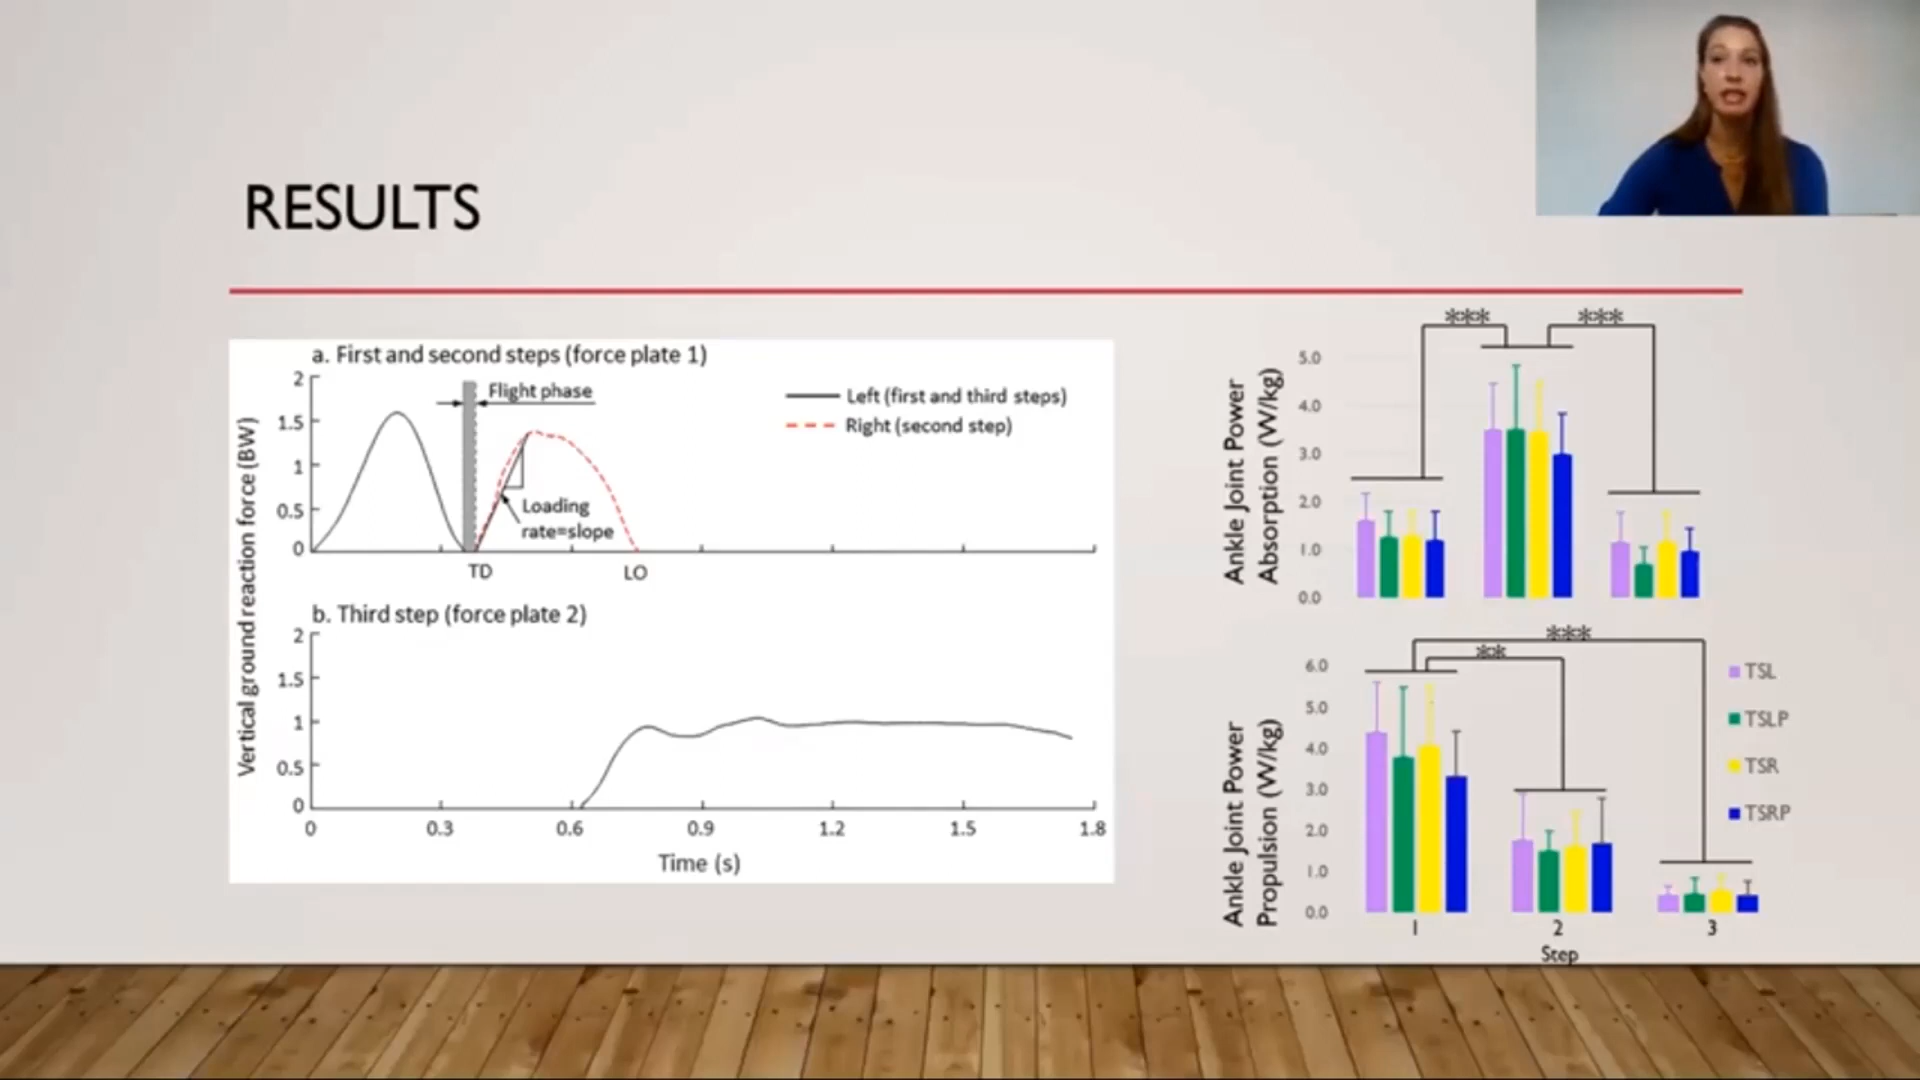 RESULTS
a. First and second steps (force plate 1)
2
1.5
1
0.5
0
Flight phase
Left (first and third steps)
Right (second step)
Loading
rate=slope
TD
LO
Vertical ground reaction force (BW)
b. Third step (force plate 2)
2
1.5
1
0.5
0
0 0.3 0.6 0.9 1.2 1.5 1.8
Time (s)
*** ***
Ankle Joint Power
Absorption (W/kg)
5.0
4.0
3.0
2.0
1.0
0.0
***
**
Ankle Joint Power
Propulsion (W/kg)
6.0
5.0
4.0
3.0
2.0
1.0
0.0
TSL
TSLP
TSR
TSRP
1 2 3
Step